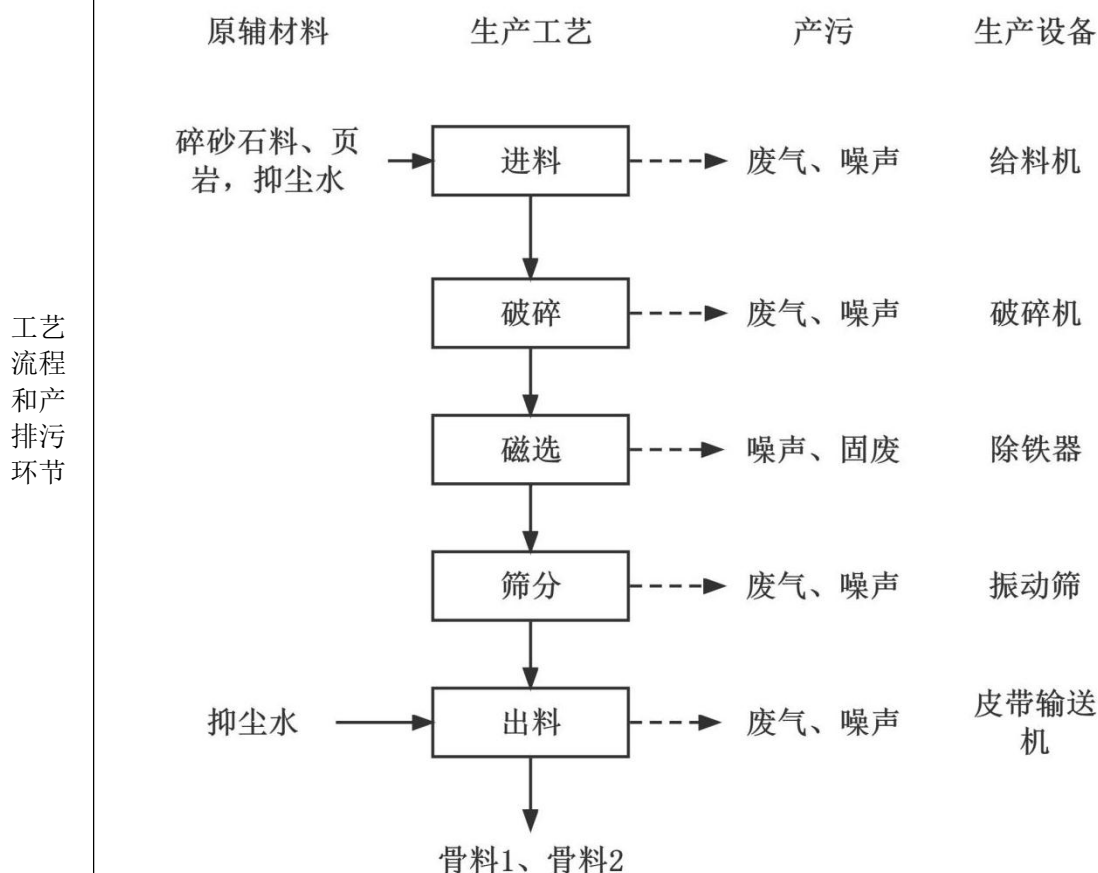 原辅材料 生产工艺 产污 生产设备
碎砂石料、页
岩，抑尘水
进料 废气、噪声 给料机
破碎 废气、噪声 破碎机
工艺
流程
和产
排污
环节
磁选 噪声、固废 除铁器
筛分 废气、噪声 振动筛
抑尘水 出料 废气、噪声 皮带输送
机
骨料1、骨料2